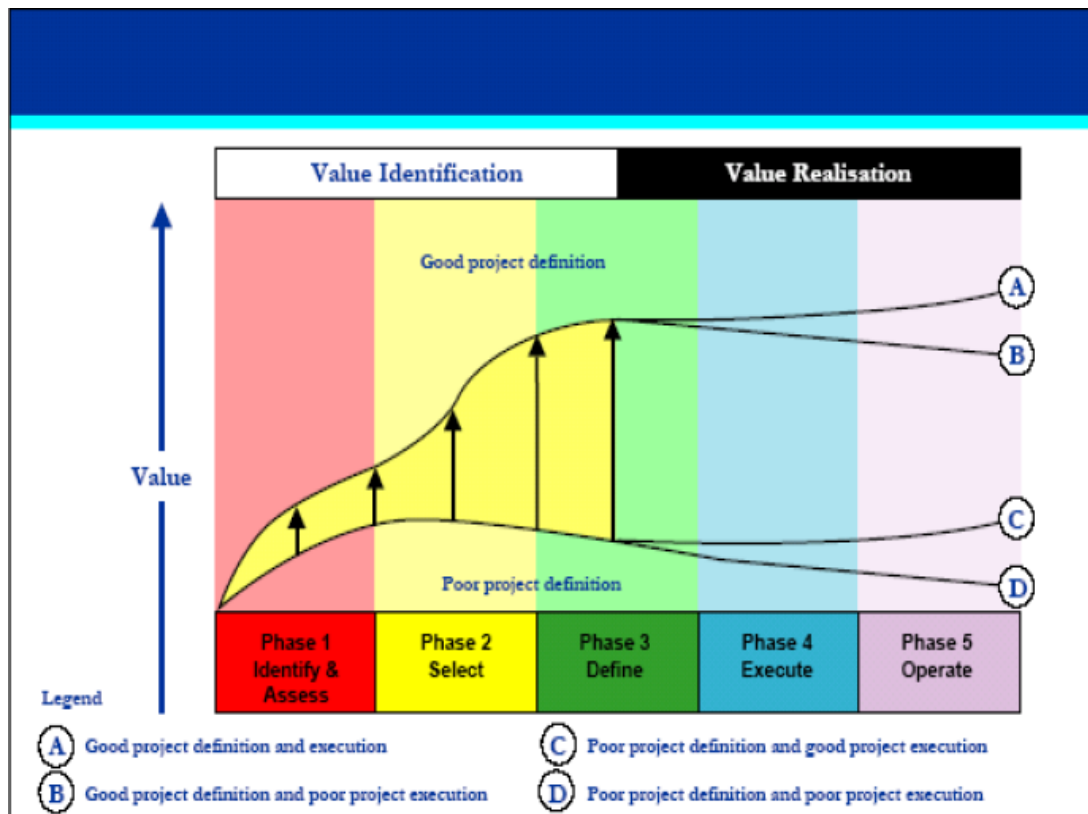 Value Identification
Value Realisation
Good project definition
A
B
Value
C
Poor project definition
D
Phase 1
Identify &
Assess
Phase 2
Select
Phase 3
Define
Phase 4
Execute
Phase 5
Operate
Legend
A Good project definition and execution
C Poor project definition and good project execution
B Good project definition and poor project execution
D Poor project definition and poor project execution